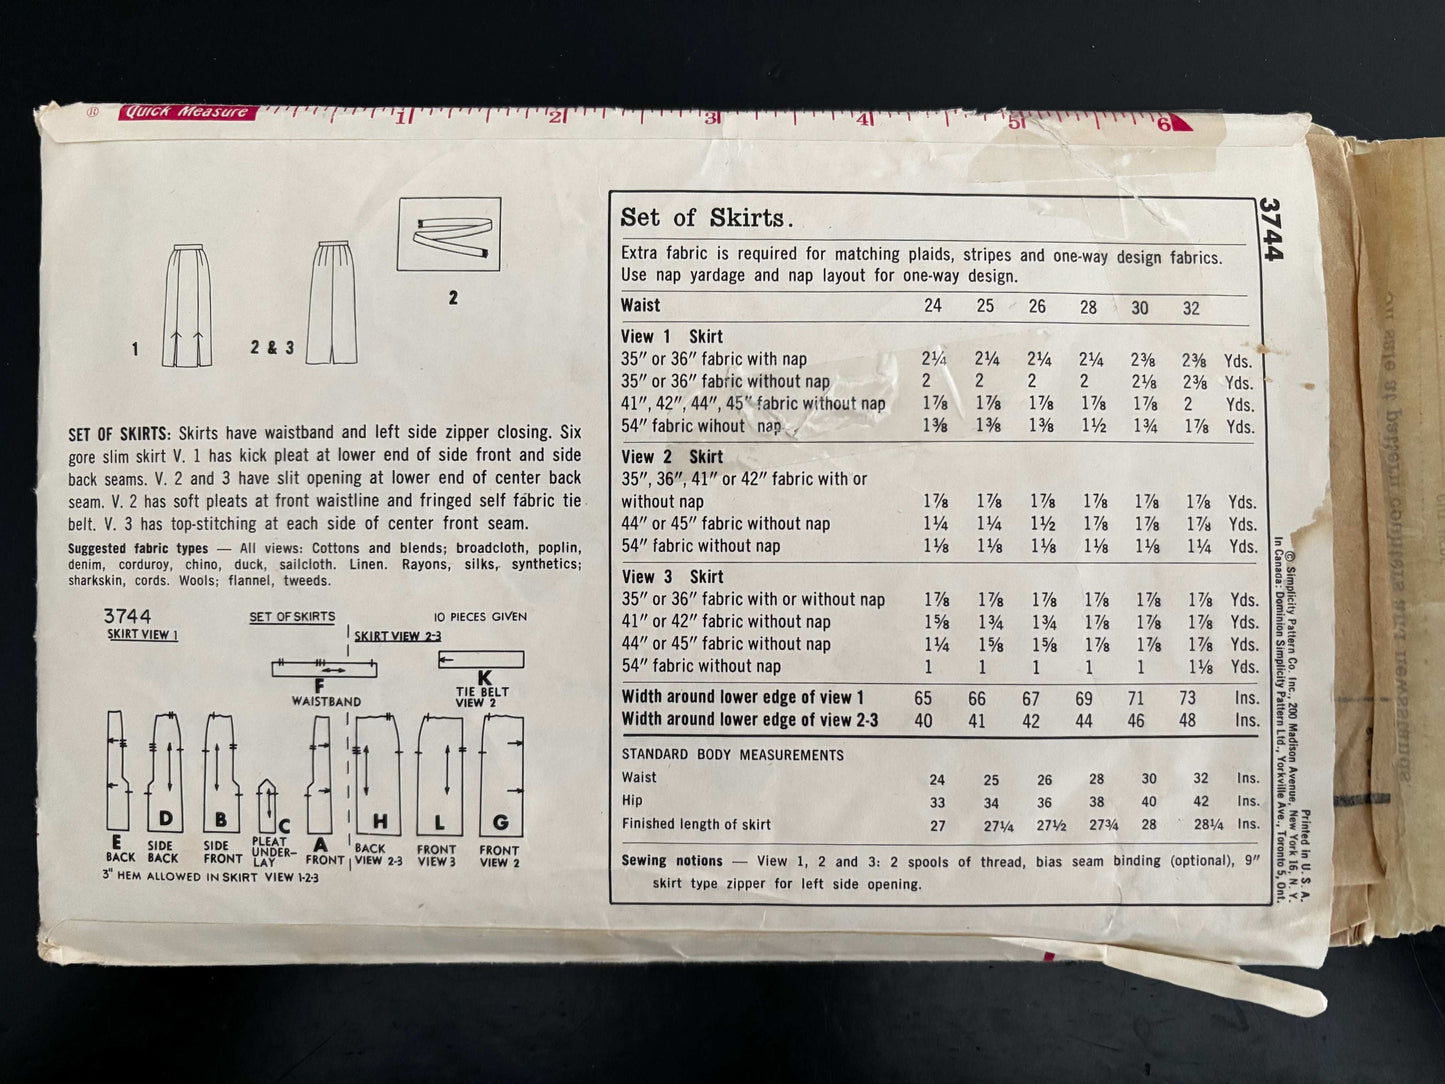 ® Quick Measure 1 2 3 4 5 6
1
2 & 3
2
SET OF SKIRTS: Skirts have waistband and left side zipper closing. Six
gore slim skirt V. 1 has kick pleat at lower end of side front and side
back seams. V. 2 and 3 have slit opening at lower end of center back
seam. V. 2 has soft pleats at front waistline and fringed self fabric tie
belt. V. 3 has top-stitching at each side of center front seam.
Suggested fabric types — All views: Cottons and blends; broadcloth, poplin,
denim, corduroy, chino, duck, sailcloth. Linen. Rayons, silks, synthetics;
sharkskin, cords. Wools; flannel, tweeds.
3744 SET OF SKIRTS 10 PIECES GIVEN
SKIRT VIEW 1 SKIRT VIEW 2-3
F
WAISTBAND
K
TIE BELT
VIEW 2
E
BACK
D
SIDE
BACK
B
SIDE
FRONT
C
PLEAT
UNDER-
LAY
A
FRONT
H
BACK
VIEW 2-3
L
FRONT
VIEW 3
G
FRONT
VIEW 2
3" HEM ALLOWED IN SKIRT VIEW 1-2-3
Set of Skirts.
Extra fabric is required for matching plaids, stripes and one-way design fabrics.
Use nap yardage and nap layout for one-way design.
Waist 24 25 26 28 30 32
View 1 Skirt
35" or 36" fabric with nap 2¼ 2¼ 2¼ 2¼ 2⅜ 2⅜ Yds.
35" or 36" fabric without nap 2 2 2 2 2⅛ 2⅜ Yds.
41", 42", 44", 45" fabric without nap 1⅞ 1⅞ 1⅞ 1⅞ 1⅞ 2 Yds.
54" fabric wihout nap 1⅜ 1⅜ 1⅜ 1½ 1¾ 1⅞ Yds.
View 2 Skirt
35", 36", 41" or 42" fabric with or
without nap 1⅞ 1⅞ 1⅞ 1⅞ 1⅞ 1⅞ Yds.
44" or 45" fabric without nap 1¼ 1¼ 1½ 1⅞ 1⅞ 1⅞ Yds.
54" fabric without nap 1⅛ 1⅛ 1⅛ 1⅛ 1⅛ 1¼ Yds.
View 3 Skirt
35" or 36" fabric with or without nap 1⅞ 1⅞ 1⅞ 1⅞ 1⅞ 1⅞ Yds.
41" or 42" fabric without nap 1⅝ 1¾ 1¾ 1⅞ 1⅞ 1⅞ Yds.
44" or 45" fabric without nap 1¼ 1⅝ 1⅝ 1⅞ 1⅞ 1⅞ Yds.
54" fabric without nap 1 1 1 1 1 1⅛ Yds.
Width around lower edge of view 1 65 66 67 69 71 73 Ins.
Width around lower edge of view 2-3 40 41 42 44 46 48 Ins.
STANDARD BODY MEASUREMENTS
Waist 24 25 26 28 30 32 Ins.
Hip 33 34 36 38 40 42 Ins.
Finished length of skirt 27 27¼ 27½ 27¾ 28 28¼ Ins.
Sewing notions — View 1, 2 and 3: 2 spools of thread, bias seam binding (optional), 9"
skirt type zipper for left side opening.
3744
Printed in U. S. A.
© Simplicity Pattern Co. Inc., 200 Madison Avenue, New York 16, N. Y.
In Canada: Dominion Simplicity Pattern Ltd., Yorkville Ave., Toronto 5, Ont.
on sale at pattern counters and newsstands